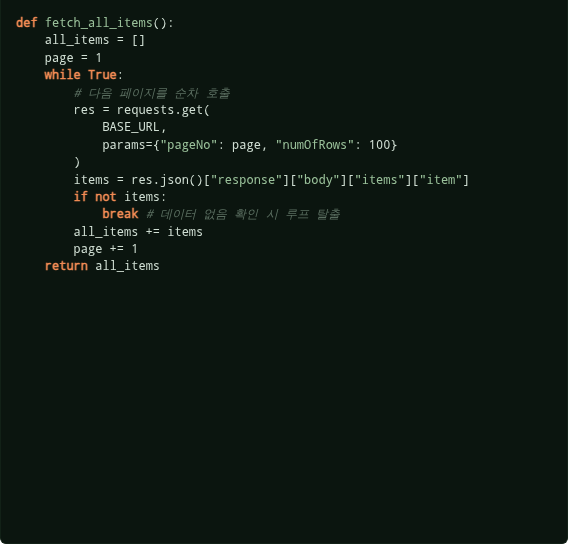 def fetch_all_items():
    all_items = []
    page = 1
    while True:
        # 다음 페이지를 순차 호출
        res = requests.get(
            BASE_URL,
            params={"pageNo": page, "numOfRows": 100}
        )
        items = res.json()["response"]["body"]["items"]["item"]
        if not items:
            break # 데이터 없음 확인 시 루프 탈출
        all_items += items
        page += 1
    return all_items